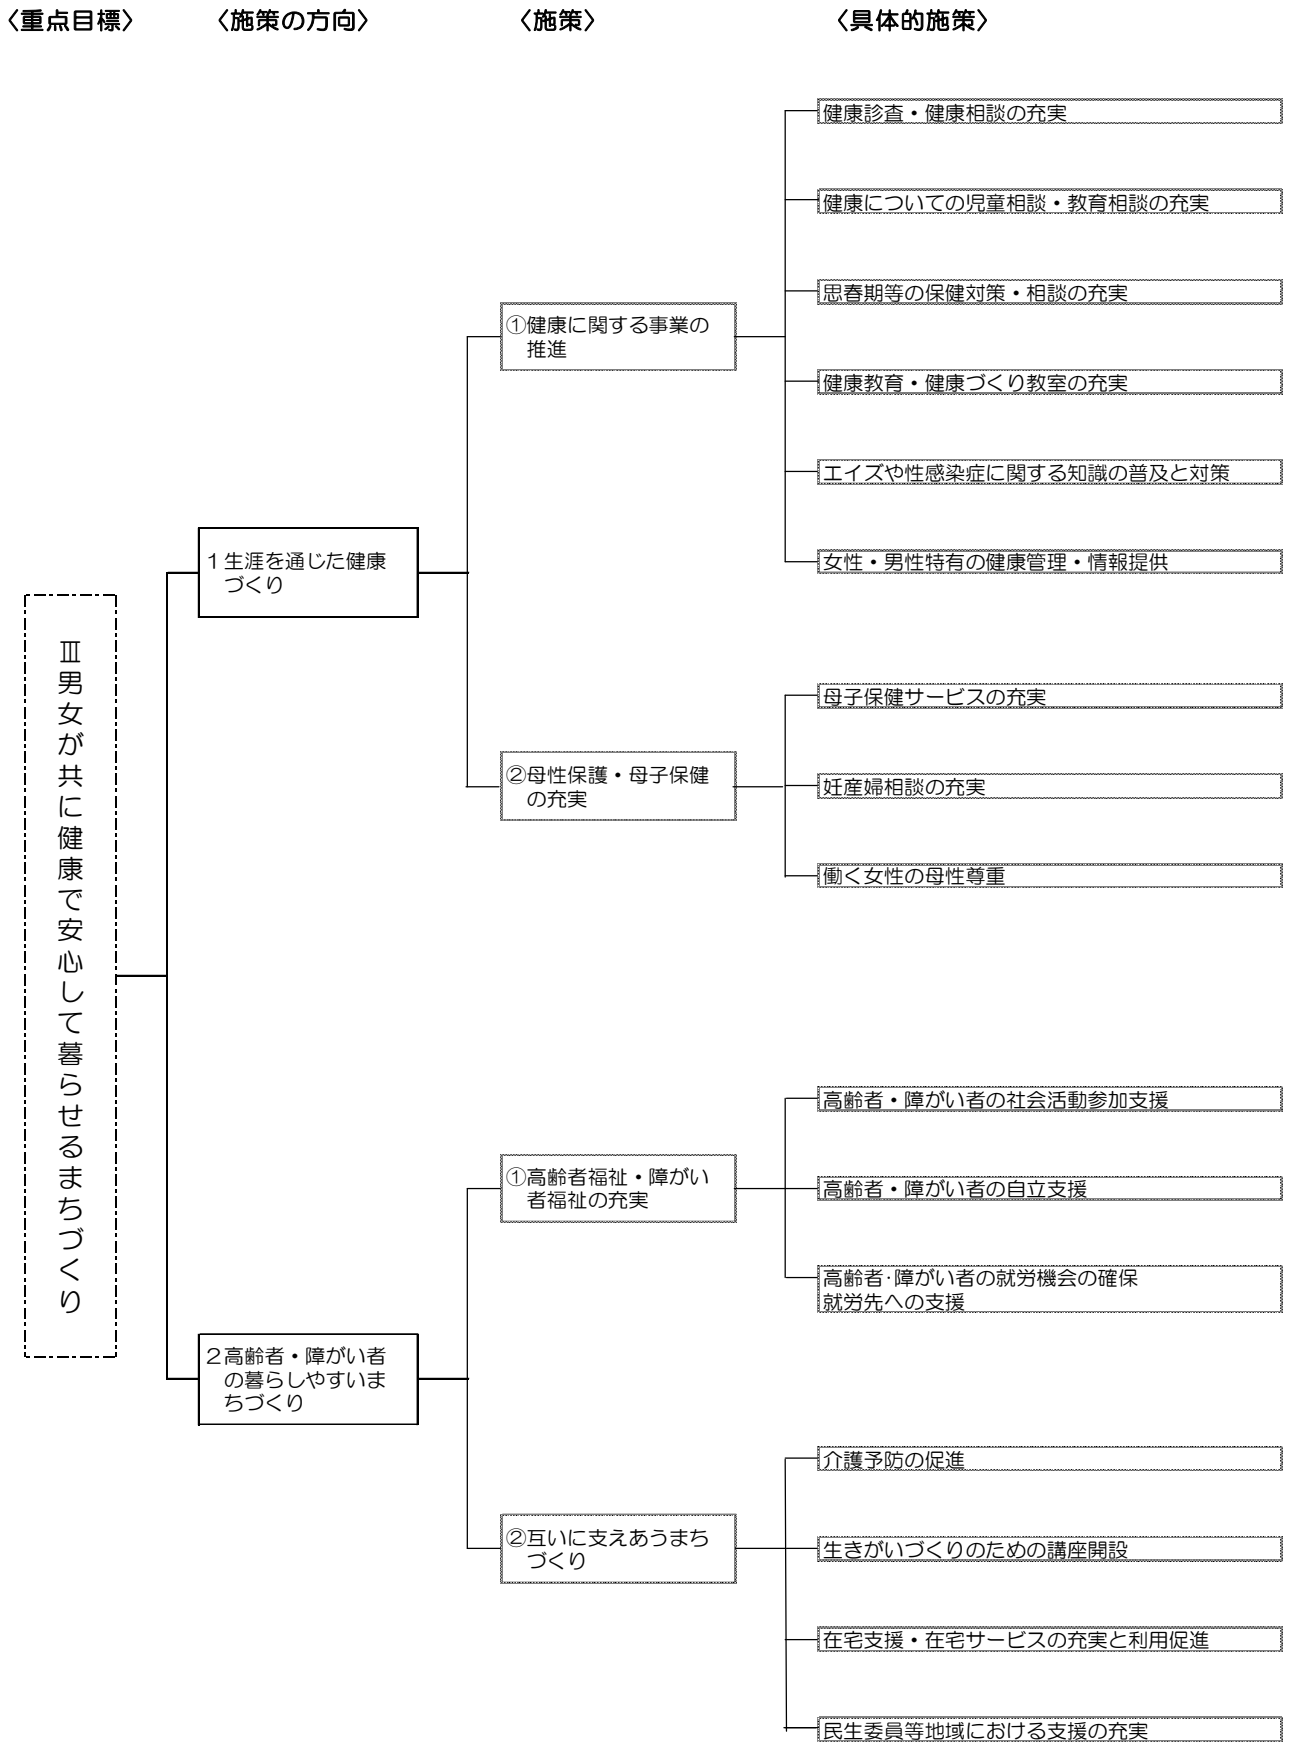 〈重点目標〉 〈施策の方向〉 〈施策〉 〈具体的施策〉
Ⅲ男女が共に健康で安心して暮らせるまちづくり
1生涯を通じた健康
づくり
①健康に関する事業の
推進
健康診査・健康相談の充実
健康についての児童相談・教育相談の充実
思春期等の保健対策・相談の充実
健康教育・健康づくり教室の充実
エイズや性感染症に関する知識の普及と対策
女性・男性特有の健康管理・情報提供
②母性保護・母子保健
の充実
母子保健サービスの充実
妊産婦相談の充実
働く女性の母性尊重
2高齢者・障がい者
の暮らしやすいま
ちづくり
①高齢者福祉・障がい
者福祉の充実
高齢者・障がい者の社会活動参加支援
高齢者・障がい者の自立支援
高齢者・障がい者の就労機会の確保
就労先への支援
②互いに支えあうまち
づくり
介護予防の促進
生きがいづくりのための講座開設
在宅支援・在宅サービスの充実と利用促進
民生委員等地域における支援の充実